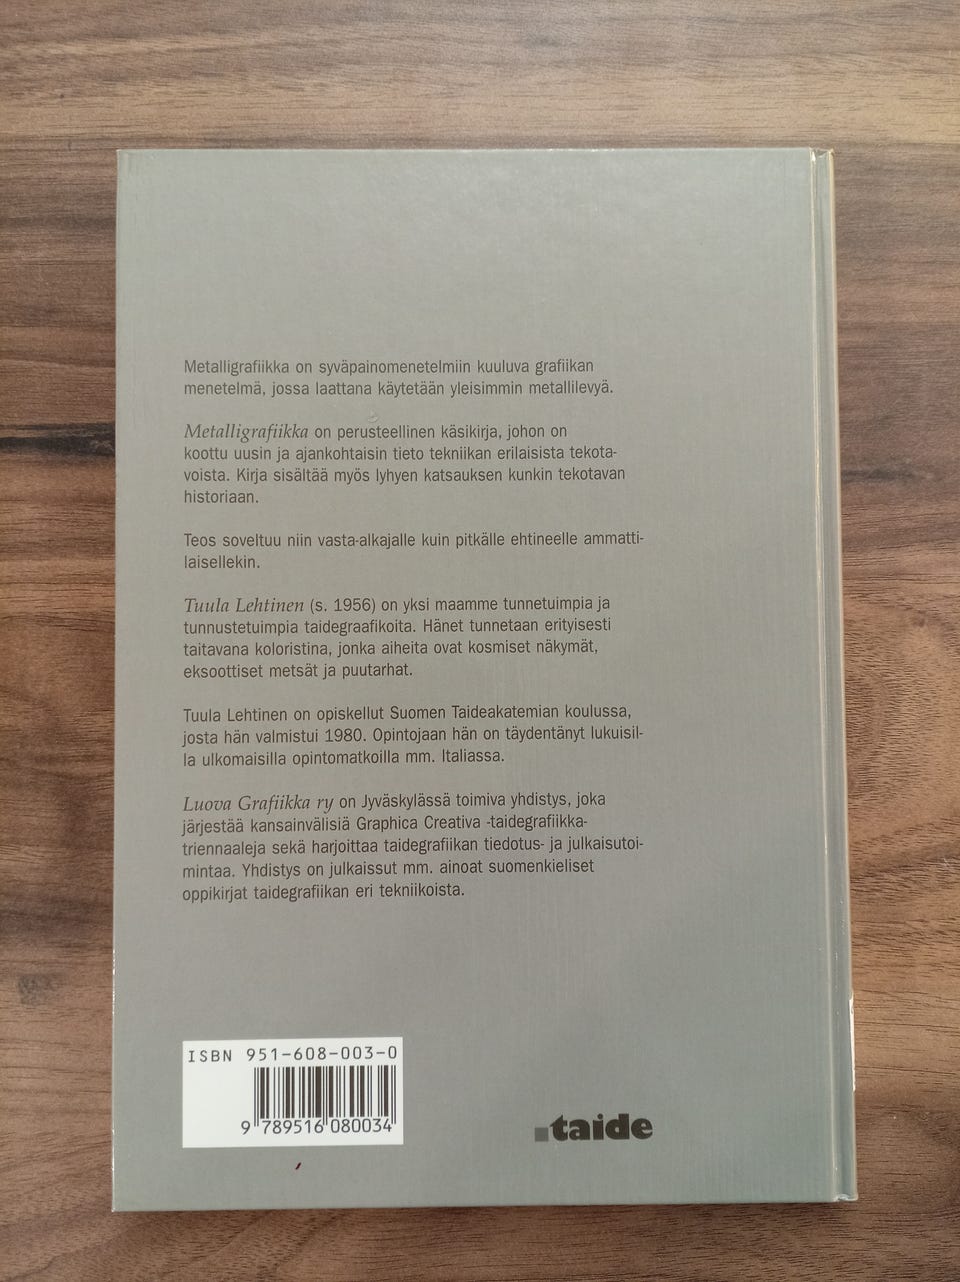 Metalligrafiikka on syväpainomenetelmiin kuuluva grafiikan
menetelmä, jossa laattana käytetään yleisimmin metallilevyä.
Metalligrafiikka on perusteellinen käsikirja, johon on
koottu uusin ja ajankohtaisin tieto tekniikan erilaisista tekota-
voista. Kirja sisältää myös lyhyen katsauksen kunkin tekotavan
historiaan.
Teos soveltuu niin vasta-alkajalle kuin pitkälle ehtineelle ammatti-
laisellekin.
Tuula Lehtinen (s. 1956) on yksi maamme tunnetuimpia ja
tunnustetuimpia taidegraafikoita. Hänet tunnetaan erityisesti
taitavana koloristina, jonka aiheita ovat kosmiset näkymät,
eksoottiset metsät ja puutarhat.
Tuula Lehtinen on opiskellut Suomen Taideakatemian koulussa,
josta hän valmistui 1980. Opintojaan hän on täydentänyt lukuisil-
la ulkomaisilla opintomatkoilla mm. Italiassa.
Luova Grafiikka ry on Jyväskylässä toimiva yhdistys, joka
järjestää kansainvälisiä Graphica Creativa -taidegrafiikka-
triennaaleja sekä harjoittaa taidegrafiikan tiedotus- ja julkaisutoi-
mintaa. Yhdistys on julkaissut mm. ainoat suomenkieliset
oppikirjat taidegrafiikan eri tekniikoista.
ISBN 951-608-003-0
9 789516 080034
.taide